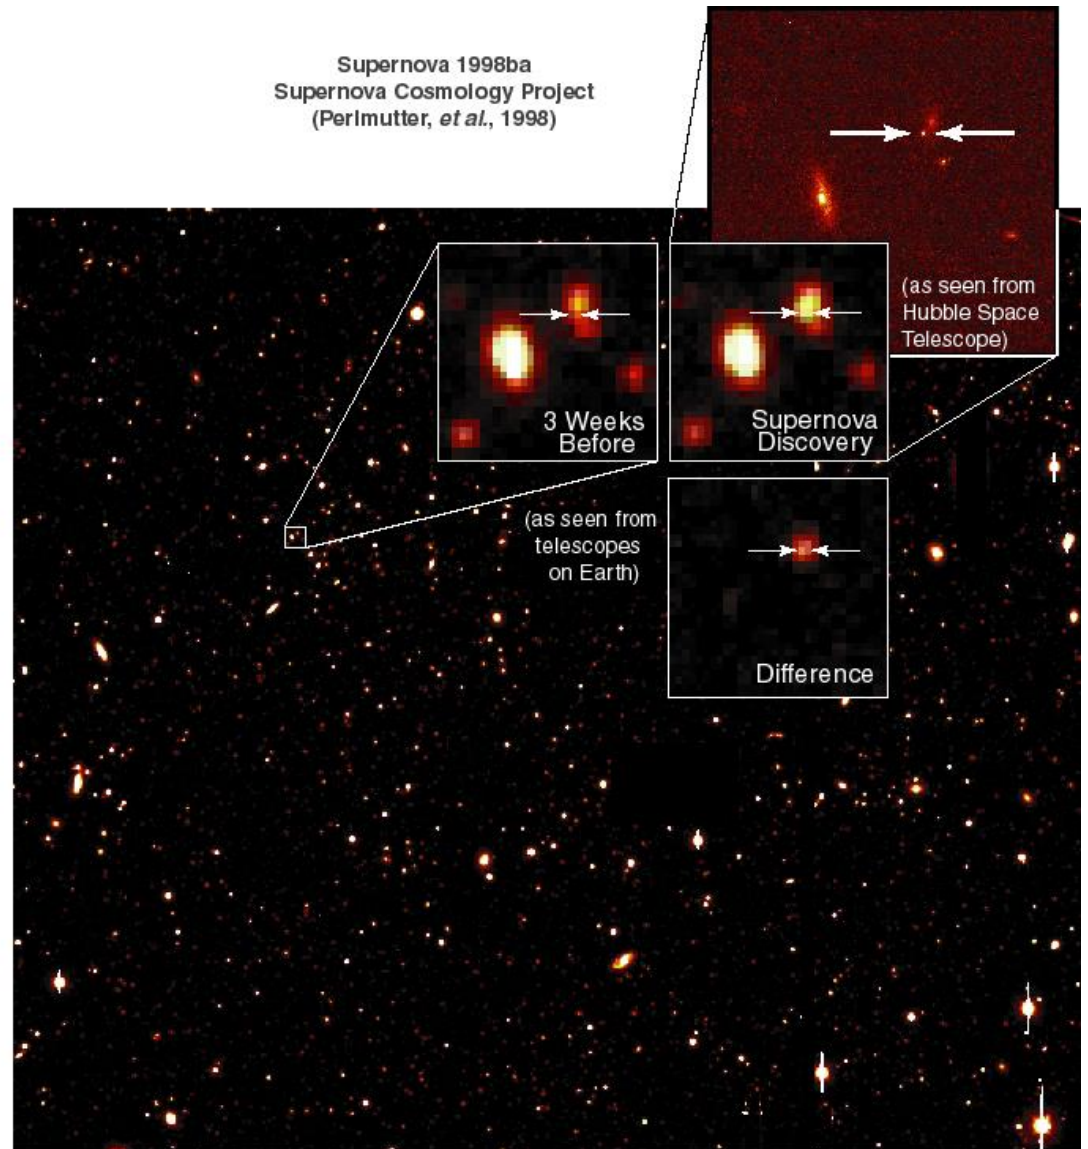 Supernova 1998ba
Supernova Cosmology Project
(Perlmutter, et al., 1998)
(as seen from
Hubble Space
Telescope)
3 Weeks
Before
Supernova
Discovery
(as seen from
telescopes
on Earth)
Difference